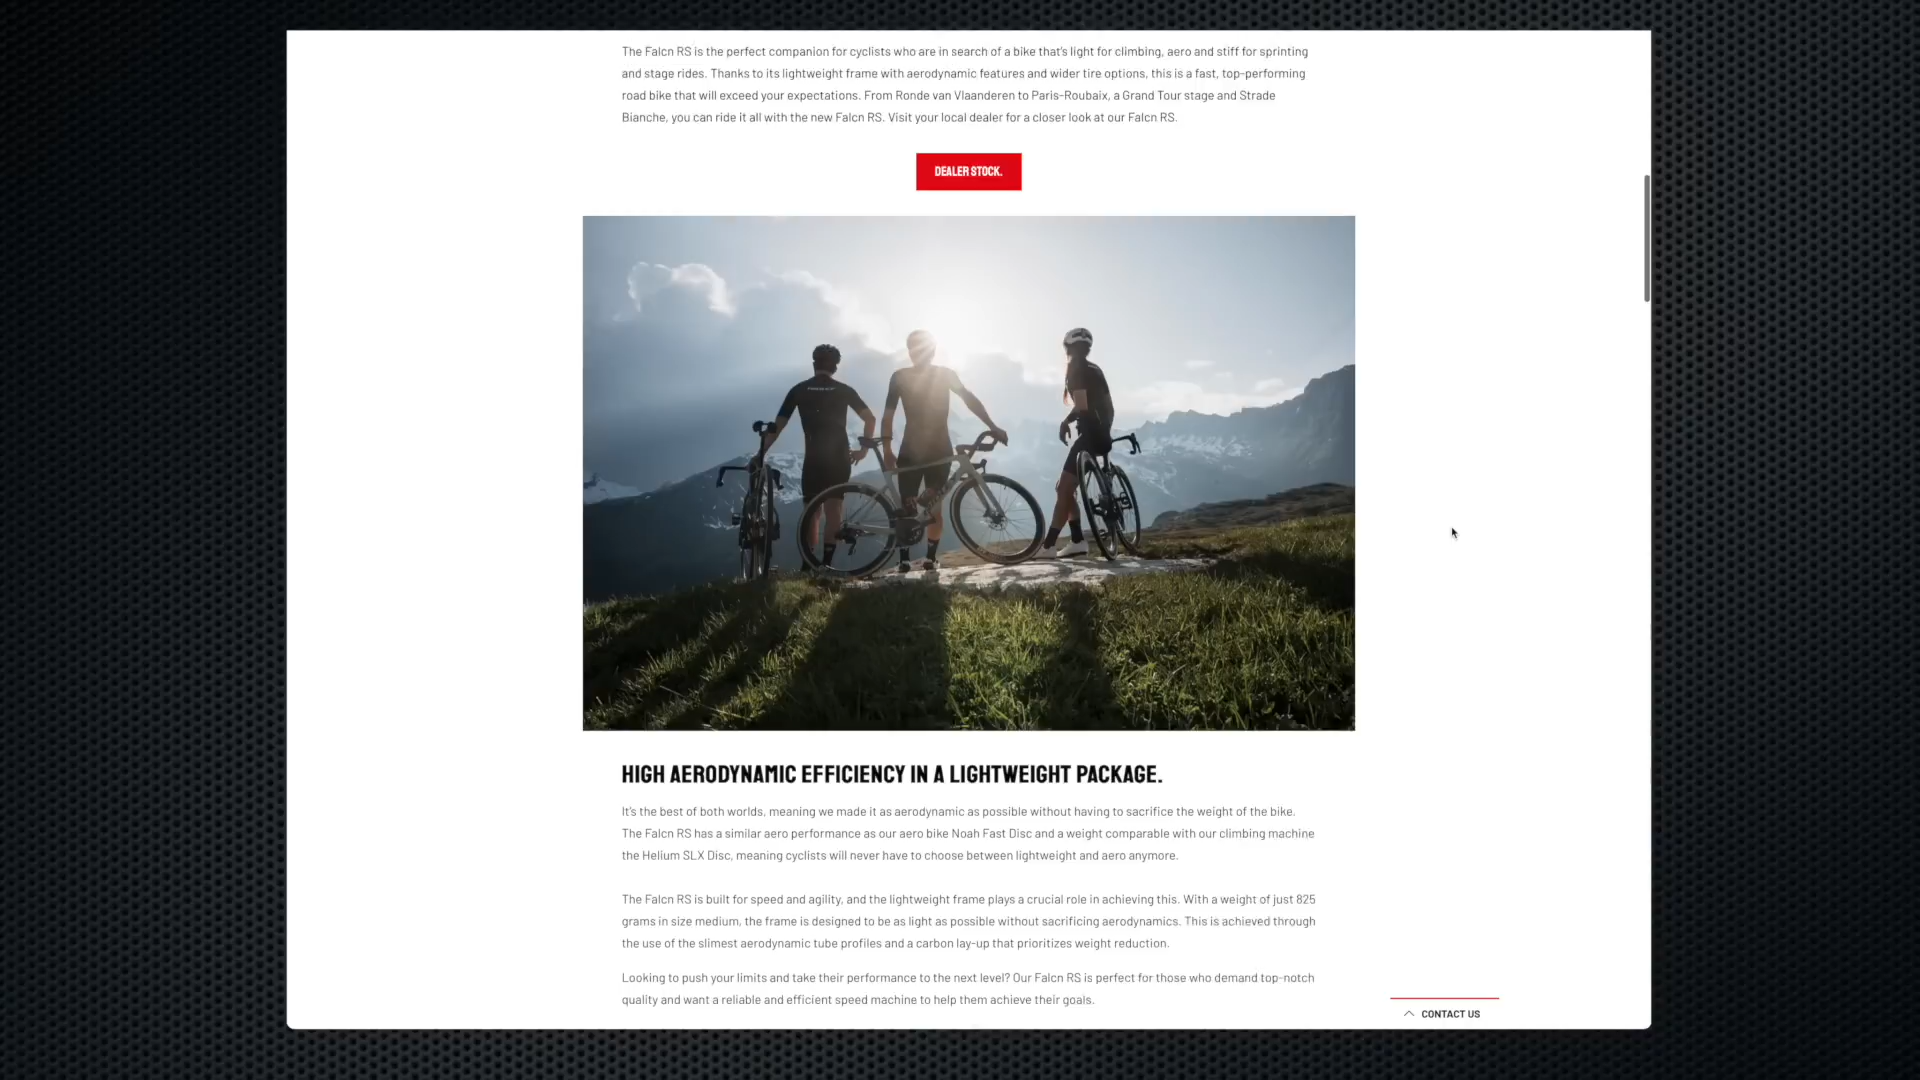 The Falcn RS is the perfect companion for cyclists who are in search of a bike that's light for climbing, aero and stiff for sprinting
and stage rides. Thanks to its lightweight frame with aerodynamic features and wider tire options, this is a fast, top-performing
road bike that will exceed your expectations. From Ronde van Vlaanderen to Paris-Roubaix, a Grand Tour stage and Strade
Bianche, you can ride it all with the new Falcn RS. Visit your local dealer for a closer look at our Falcn RS.
DEALER STOCK.
HIGH AERODYNAMIC EFFICIENCY IN A LIGHTWEIGHT PACKAGE.
It's the best of both worlds, meaning we made it as aerodynamic as possible without having to sacrifice the weight of the bike.
The Falcn RS has a similar aero performance as our aero bike Noah Fast Disc and a weight comparable with our climbing machine
the Helium SLX Disc, meaning cyclists will never have to choose between lightweight and aero anymore.
The Falcn RS is built for speed and agility, and the lightweight frame plays a crucial role in achieving this. With a weight of just 825
grams in size medium, the frame is designed to be as light as possible without sacrificing aerodynamics. This is achieved through
the use of the slimest aerodynamic tube profiles and a carbon lay-up that prioritizes weight reduction.
Looking to push your limits and take their performance to the next level? Our Falcn RS is perfect for those who demand top-notch
quality and want a reliable and efficient speed machine to help them achieve their goals.
CONTACT US